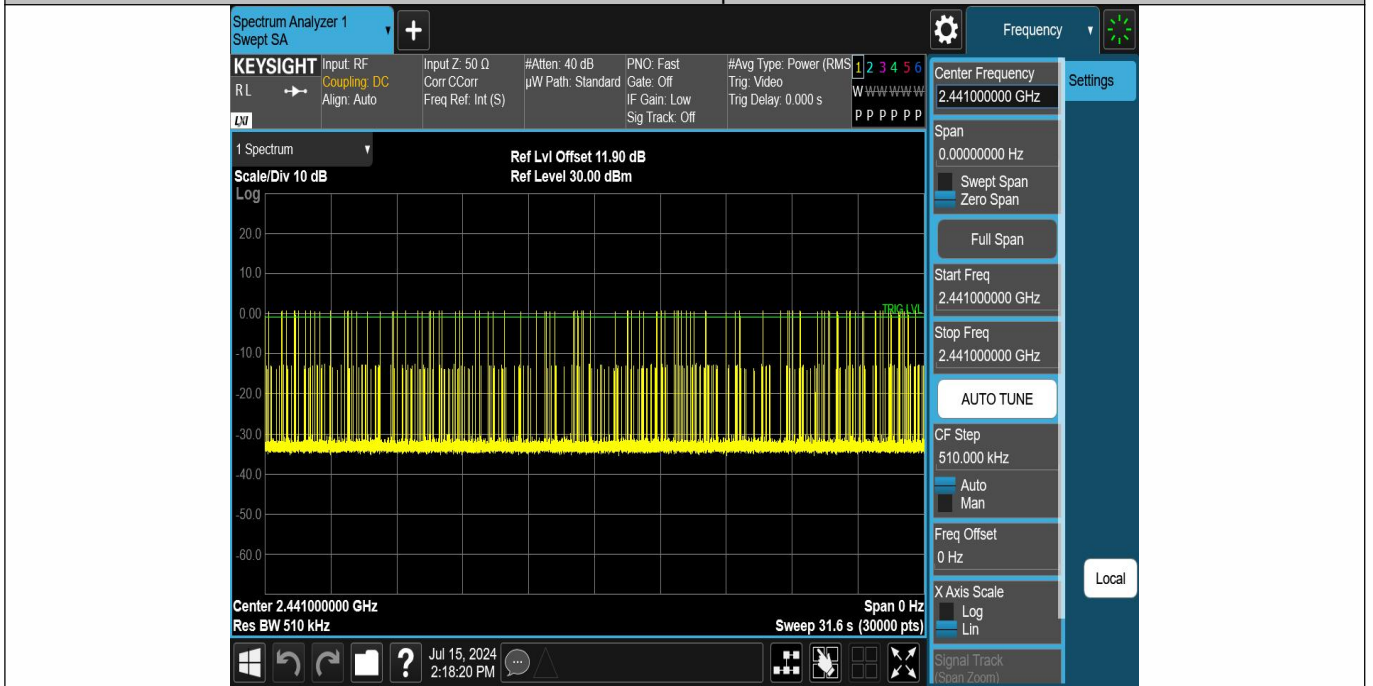 Spectrum Analyzer 1
Swept SA
+
Frequency
KEYSIGHT
RL
LXI
Input: RF
Coupling: DC
Align: Auto
Input Z: 50 Ω
Corr CCorr
Freq Ref: Int (S)
#Atten: 40 dB
µW Path: Standard
PNO: Fast
Gate: Off
IF Gain: Low
Sig Track: Off
#Avg Type: Power (RMS
Trig: Video
Trig Delay: 0.000 s
1 2 3 4 5 6
W W W W W W
P P P P P P
1 Spectrum
Scale/Div 10 dB
Log
Ref Lvl Offset 11.90 dB
Ref Level 30.00 dBm
20.0
10.0
0.00
-10.0
-20.0
-30.0
-40.0
-50.0
-60.0
TRIG LVL
Center 2.441000000 GHz
Res BW 510 kHz
Span 0 Hz
Sweep 31.6 s (30000 pts)
Center Frequency
2.441000000 GHz
Settings
Span
0.00000000 Hz
Swept Span
Zero Span
Full Span
Start Freq
2.441000000 GHz
Stop Freq
2.441000000 GHz
AUTO TUNE
CF Step
510.000 kHz
Auto
Man
Freq Offset
0 Hz
X Axis Scale
Log
Lin
Signal Track
(Span Zoom)
Local
?
Jul 15, 2024
2:18:20 PM